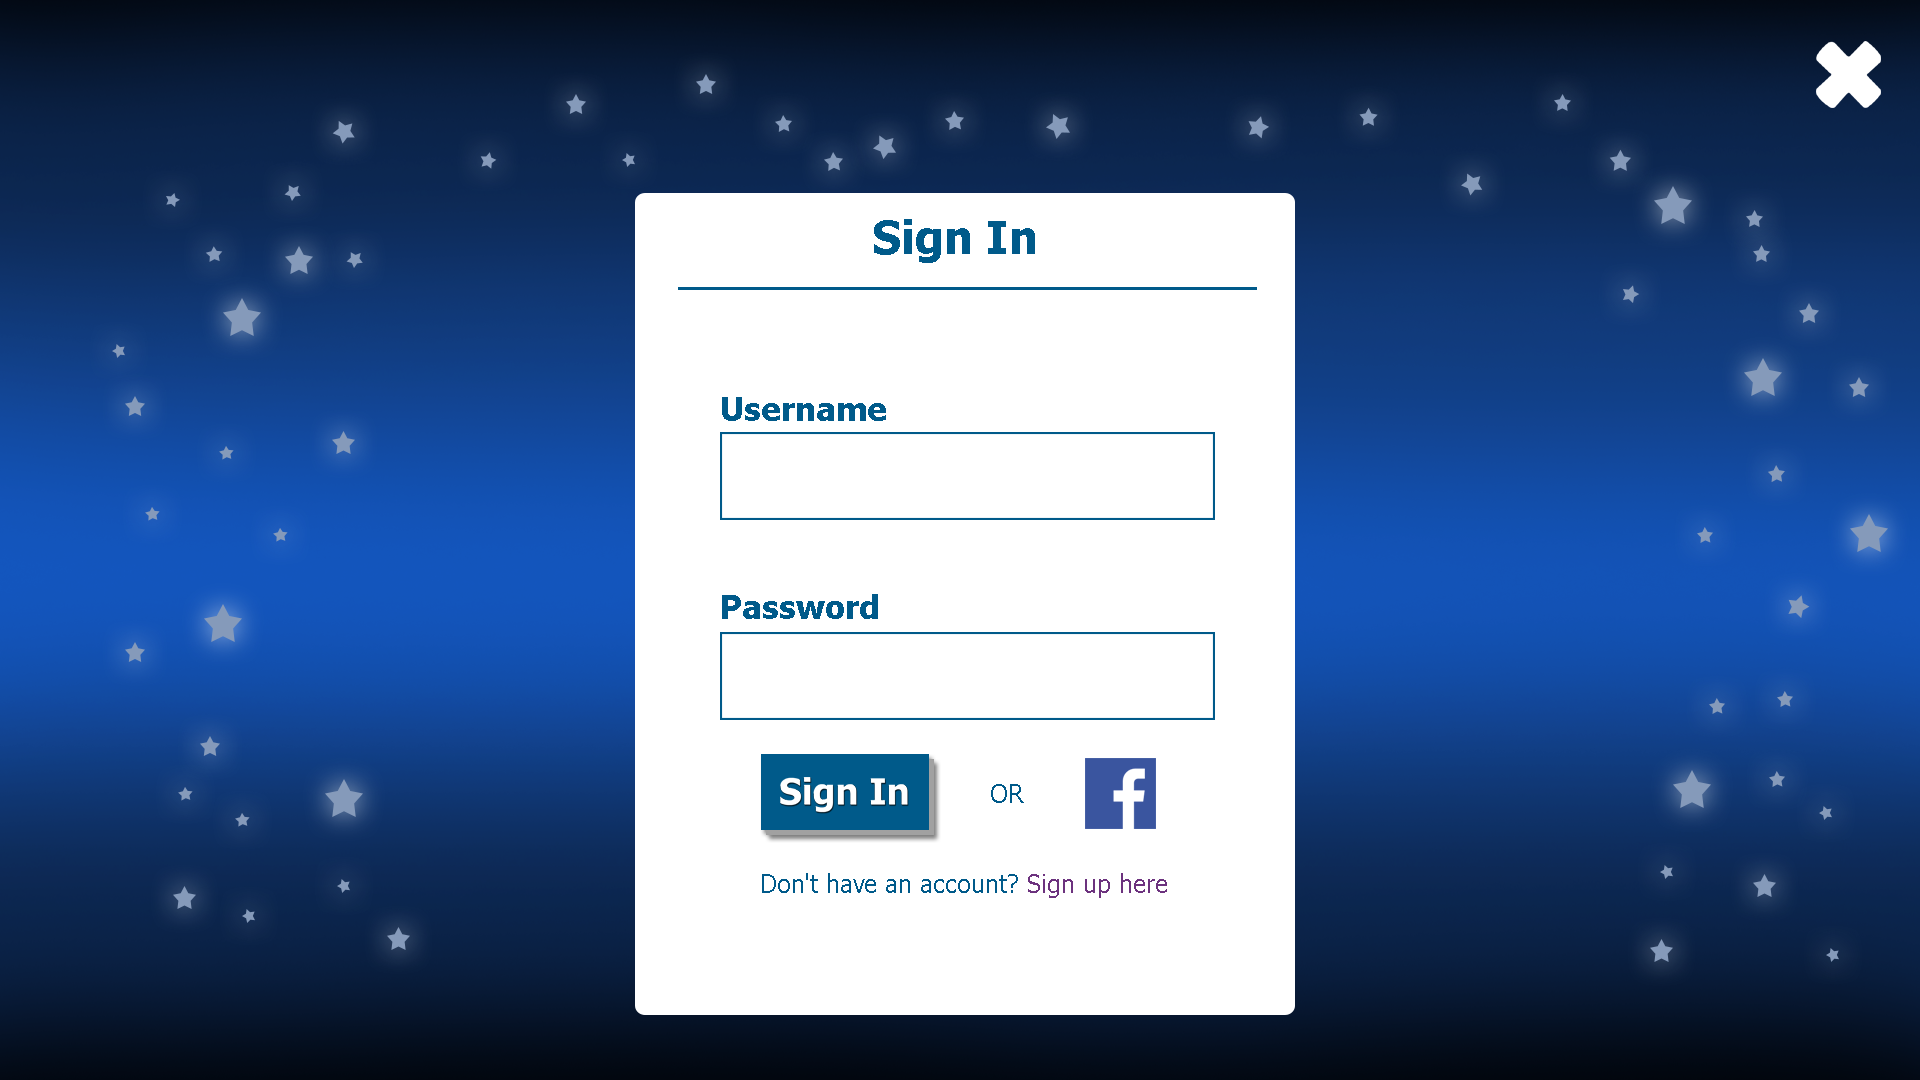 Sign In
Username
Password
Sign In OR
Don't have an account? Sign up here